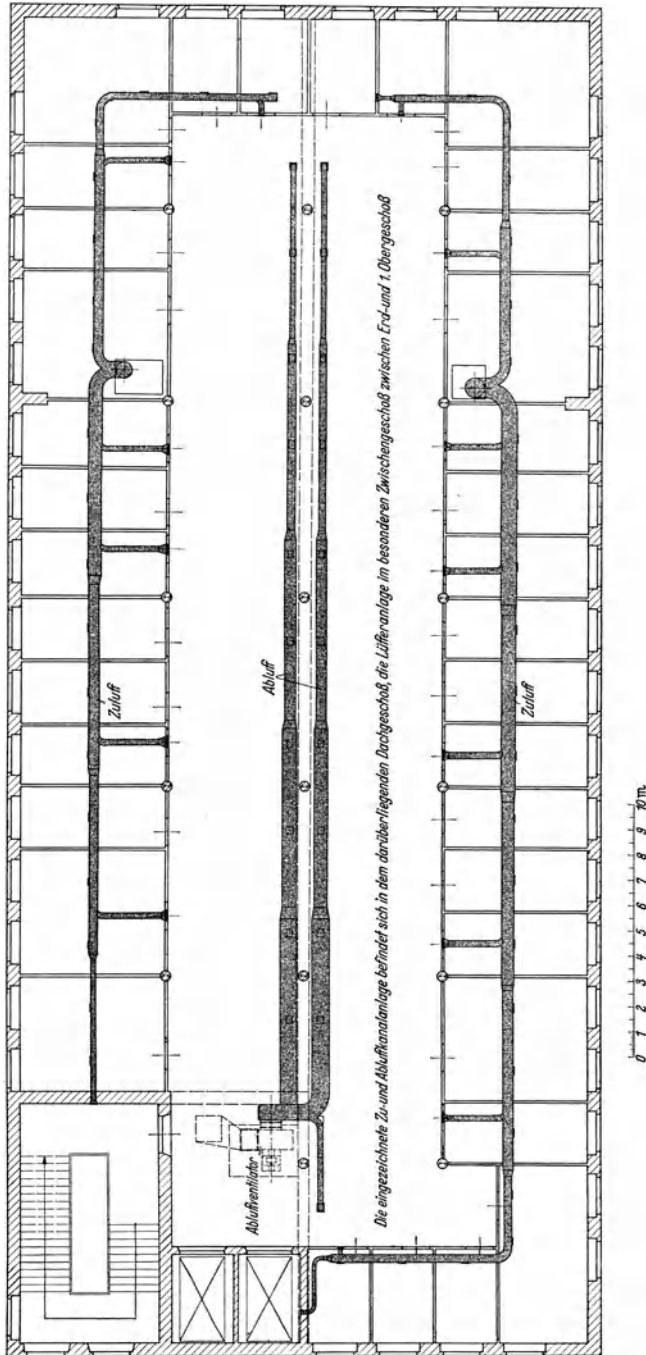 Zuluft
Abluft
Abluftventilator
Die eingezeichnete Zu-und Abluftkanalanlage befindet sich in dem darüberliegenden Dachgeschoß, die Lüfteranlage im besonderen Zwischengeschoß zwischen Erd-und 1. Obergeschoß
Zuluft
0 1 2 3 4 5 6 7 8 9 10 m